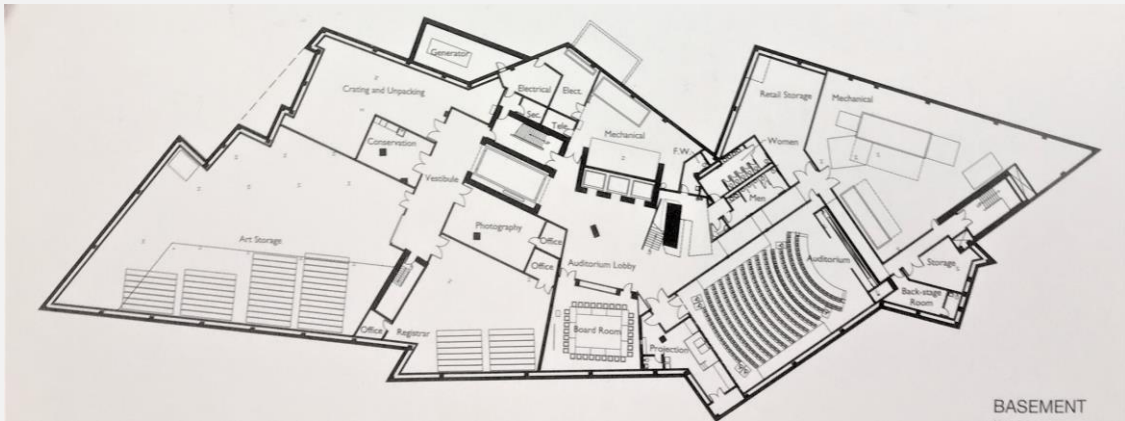 Generator
Electrical
Elect.
Retail Storage
Mechanical
Crating and Unpacking
Sec.
Tele.
Mechanical
Women
Conservation
F.W.
Vestibule
Men
Photography
Office
Art Storage
Office
Auditorium Lobby
Auditorium
Storage
Back-stage
Room
Office
Registrar
Board Room
Projection
BASEMENT